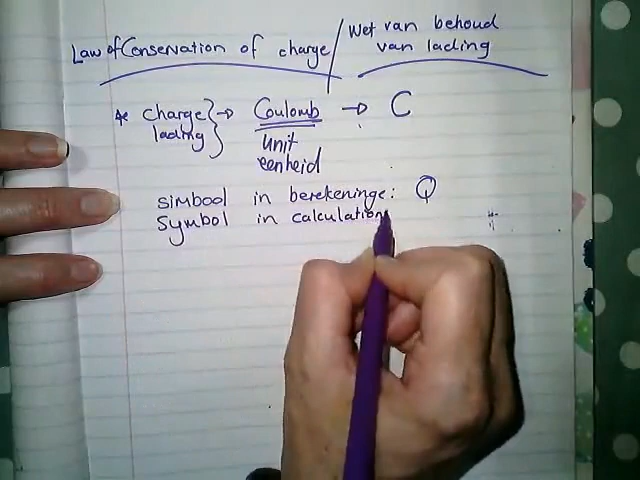 Law of Conservation of charge / Wet van behoud
van lading
* charge } → Coulomb → C
lading
unit
eenheid
simbool in berekeninge: Q
symbol in calculations